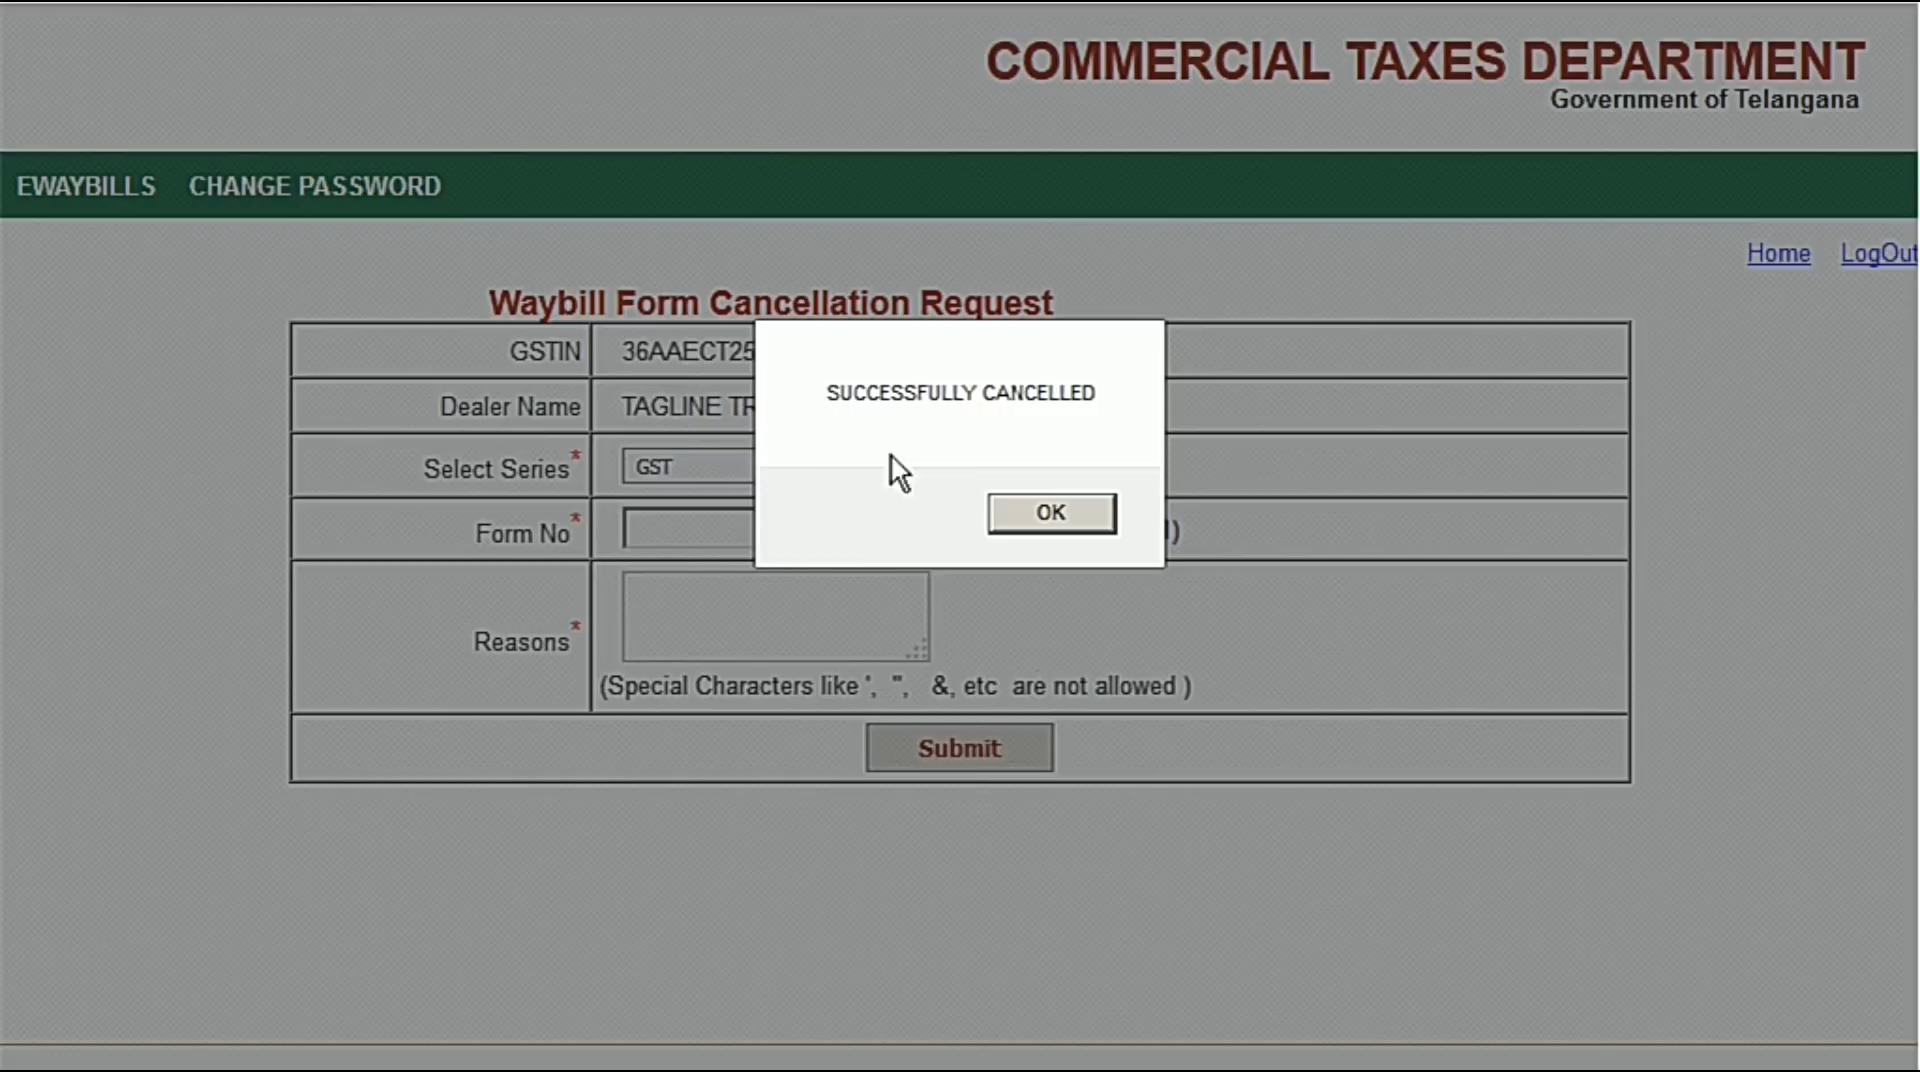 COMMERCIAL TAXES DEPARTMENT
Government of Telangana
EWAYBILLS CHANGE PASSWORD
Home LogOut
Waybill Form Cancellation Request
GSTIN 36AAECT25
Dealer Name TAGLINE TR
SUCCESSFULLY CANCELLED
Select Series* GST
OK
Form No* )
Reasons*
(Special Characters like ', ", &, etc are not allowed )
Submit